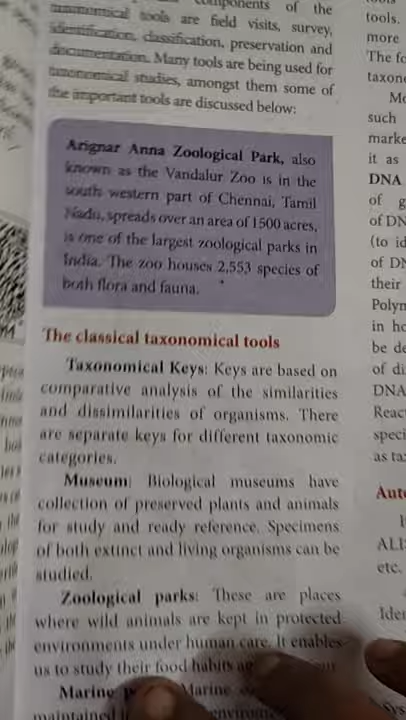 components of the
taxonomical tools are field visits, survey,
identification, classification, preservation and
documentation. Many tools are being used for
taxonomical studies, amongst them some of
the important tools are discussed below:
Arignar Anna Zoological Park, also
known as the Vandalur Zoo is in the
south western part of Chennai, Tamil
Nadu, spreads over an area of 1500 acres,
is one of the largest zoological parks in
India. The zoo houses 2,553 species of
both flora and fauna.
The classical taxonomical tools
Taxonomical Keys: Keys are based on
comparative analysis of the similarities
and dissimilarities of organisms. There
are separate keys for different taxonomic
categories.
Museum: Biological museums have
collection of preserved plants and animals
for study and ready reference. Specimens
of both extinct and living organisms can be
studied.
Zoological parks: These are places
where wild animals are kept in protected
environments under human care. It enables
us to study their food habits
Marine Marine
maintained
tools.
more
The fo
taxon
such
marke
it as
DNA
of g
of DN
(to id
of DN
their
Polym
in ho
be de
of di
DNA
React
speci
as ta
Aut
ALI
etc.
Iden